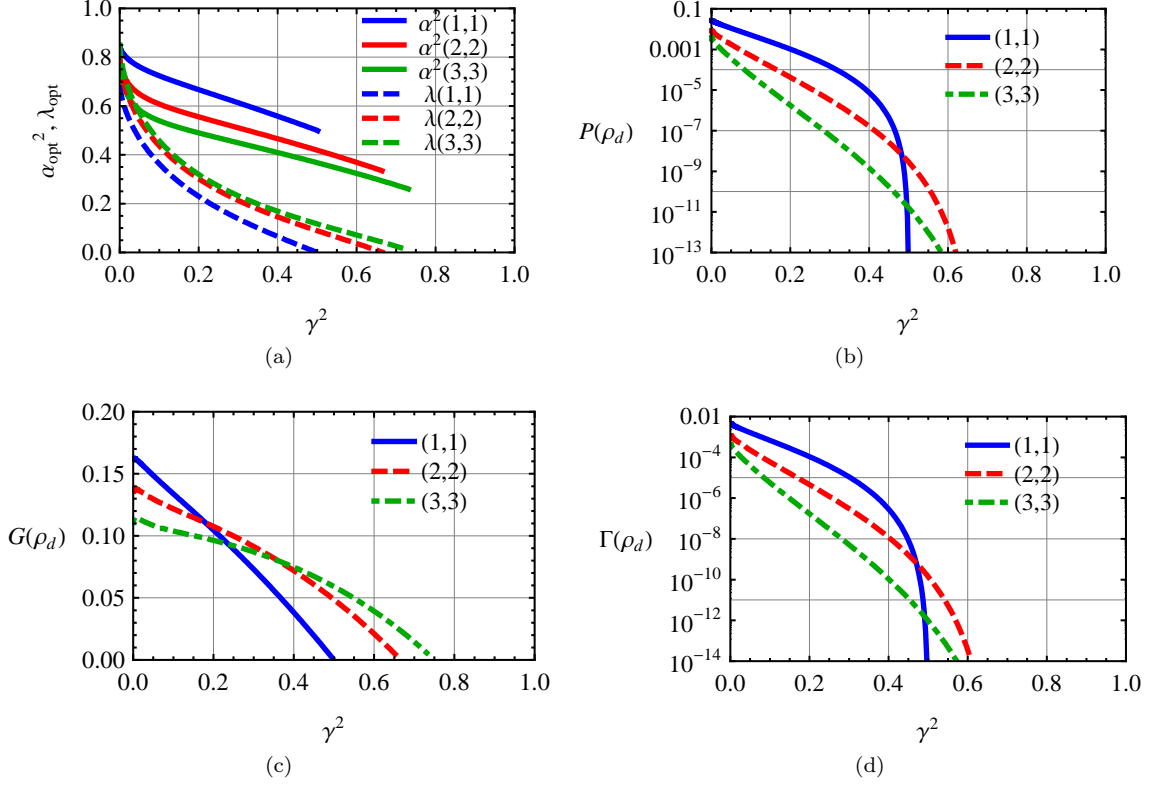 1.0
0.8
0.6
0.4
0.2
0.0
α_opt², λ_opt
α²(1,1)
α²(2,2)
α²(3,3)
λ(1,1)
λ(2,2)
λ(3,3)
0.0 0.2 0.4 0.6 0.8 1.0
γ²
(a)
0.1
0.001
10⁻⁵
10⁻⁷
10⁻⁹
10⁻¹¹
10⁻¹³
P(ρ_d)
(1,1)
(2,2)
(3,3)
0.0 0.2 0.4 0.6 0.8 1.0
γ²
(b)
0.20
0.15
0.10
0.05
0.00
G(ρ_d)
(1,1)
(2,2)
(3,3)
0.0 0.2 0.4 0.6 0.8 1.0
γ²
(c)
0.01
10⁻⁴
10⁻⁶
10⁻⁸
10⁻¹⁰
10⁻¹²
10⁻¹⁴
Γ(ρ_d)
(1,1)
(2,2)
(3,3)
0.0 0.2 0.4 0.6 0.8 1.0
γ²
(d)